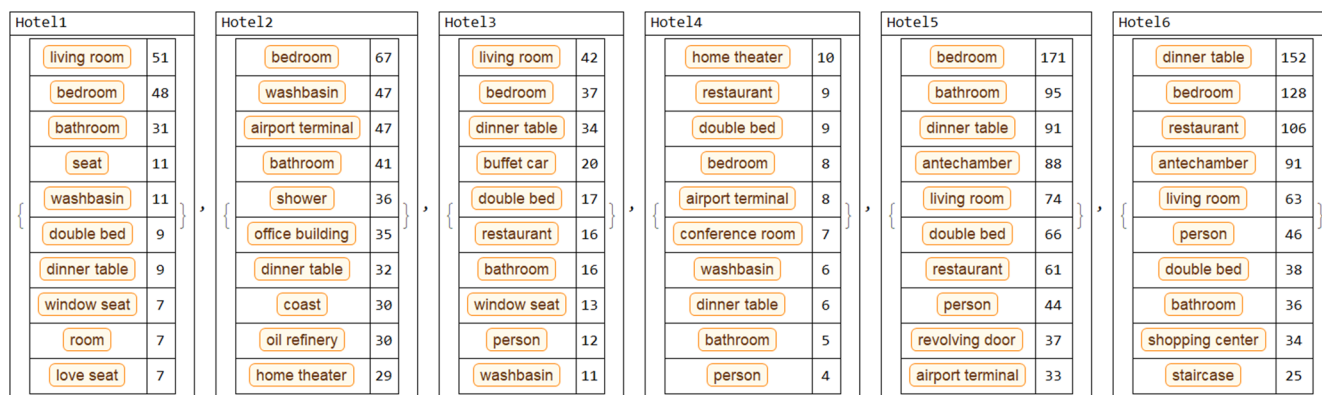 Hotel1 Hotel2 Hotel3 Hotel4 Hotel5 Hotel6
living room 51 bedroom 67 living room 42 home theater 10 bedroom 171 dinner table 152
bedroom 48 washbasin 47 bedroom 37 restaurant 9 bathroom 95 bedroom 128
bathroom 31 airport terminal 47 dinner table 34 double bed 9 dinner table 91 restaurant 106
seat 11 bathroom 41 buffet car 20 bedroom 8 antechamber 88 antechamber 91
washbasin 11 shower 36 double bed 17 airport terminal 8 living room 74 living room 63
{ } , { } , { } , { } , { } , { }
double bed 9 office building 35 restaurant 16 conference room 7 double bed 66 person 46
dinner table 9 dinner table 32 bathroom 16 washbasin 6 restaurant 61 double bed 38
window seat 7 coast 30 window seat 13 dinner table 6 person 44 bathroom 36
room 7 oil refinery 30 person 12 bathroom 5 revolving door 37 shopping center 34
love seat 7 home theater 29 washbasin 11 person 4 airport terminal 33 staircase 25